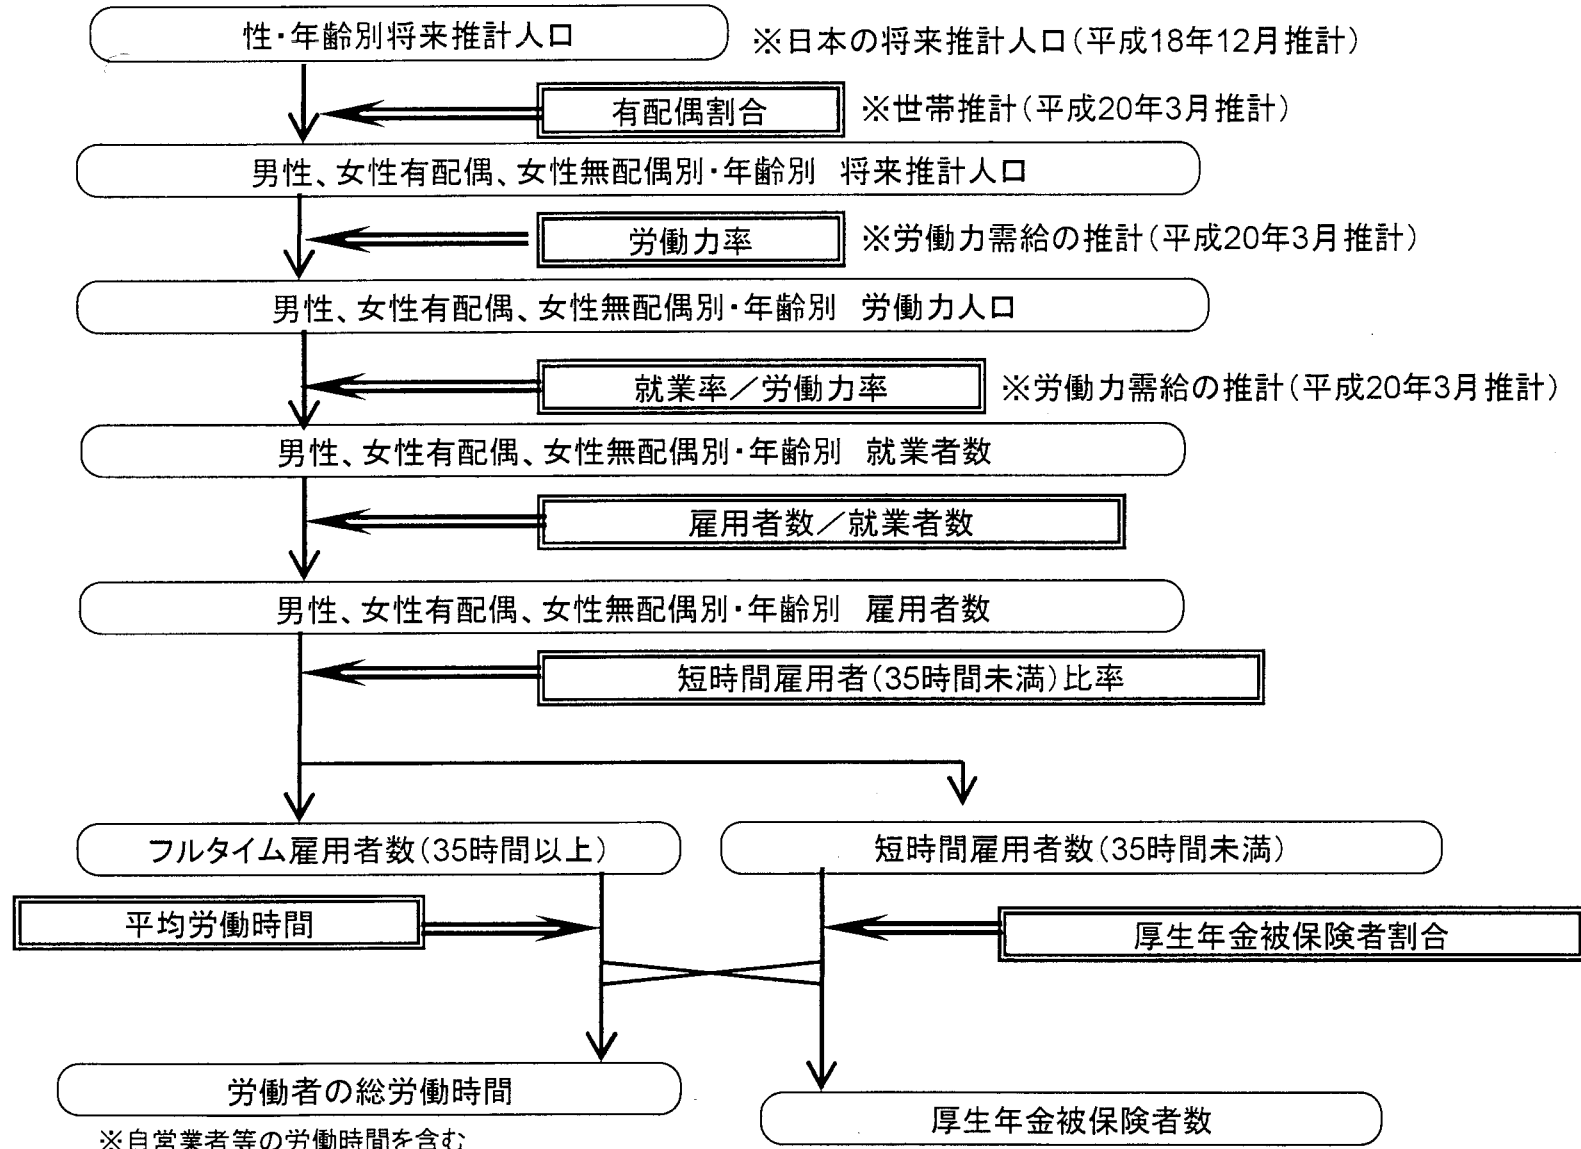 性・年齢別将来推計人口
※日本の将来推計人口(平成18年12月推計)
有配偶割合
※世帯推計(平成20年3月推計)
男性、女性有配偶、女性無配偶別・年齢別 将来推計人口
労働力率
※労働力需給の推計(平成20年3月推計)
男性、女性有配偶、女性無配偶別・年齢別 労働力人口
就業率／労働力率
※労働力需給の推計(平成20年3月推計)
男性、女性有配偶、女性無配偶別・年齢別 就業者数
雇用者数／就業者数
男性、女性有配偶、女性無配偶別・年齢別 雇用者数
短時間雇用者(35時間未満)比率
フルタイム雇用者数(35時間以上)
短時間雇用者数(35時間未満)
平均労働時間
厚生年金被保険者割合
労働者の総労働時間
厚生年金被保険者数
※自営業者等の労働時間を含む